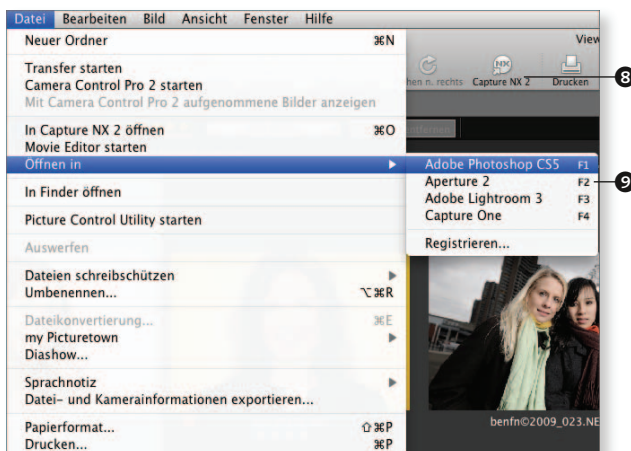 Datei Bearbeiten Bild Ansicht Fenster Hilfe
View
Neuer Ordner ⌘N
Transfer starten
Camera Control Pro 2 starten
Mit Camera Control Pro 2 aufgenommene Bilder anzeigen
hen n. rechts Capture NX 2 Drucken
8
In Capture NX 2 öffnen ⌘O
entfernen
Movie Editor starten
Öffnen in ▶
Adobe Photoshop CS5 F1
Aperture 2 F2
9
Adobe Lightroom 3 F3
Capture One F4
Registrieren...
In Finder öffnen
Picture Control Utility starten
Auswerfen
Dateien schreibschützen ▶
Umbenennen... ⌥⌘R
Dateikonvertierung... ⌘E
my Picturetown ▶
Diashow...
Sprachnotiz ▶
Datei- und Kamerainformationen exportieren...
benfn©2009_023.NE
Papierformat... ⇧⌘P
Drucken... ⌘P